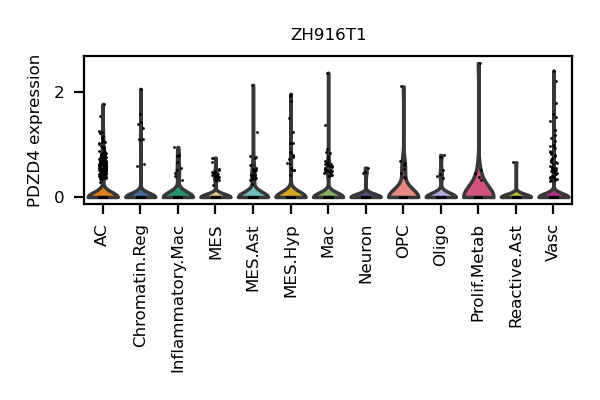 ZH916T1
PDZD4 expression
2
0
AC
Chromatin.Reg
Inflammatory.Mac
MES
MES.Ast
MES.Hyp
Mac
Neuron
OPC
Oligo
Prolif.Metab
Reactive.Ast
Vasc